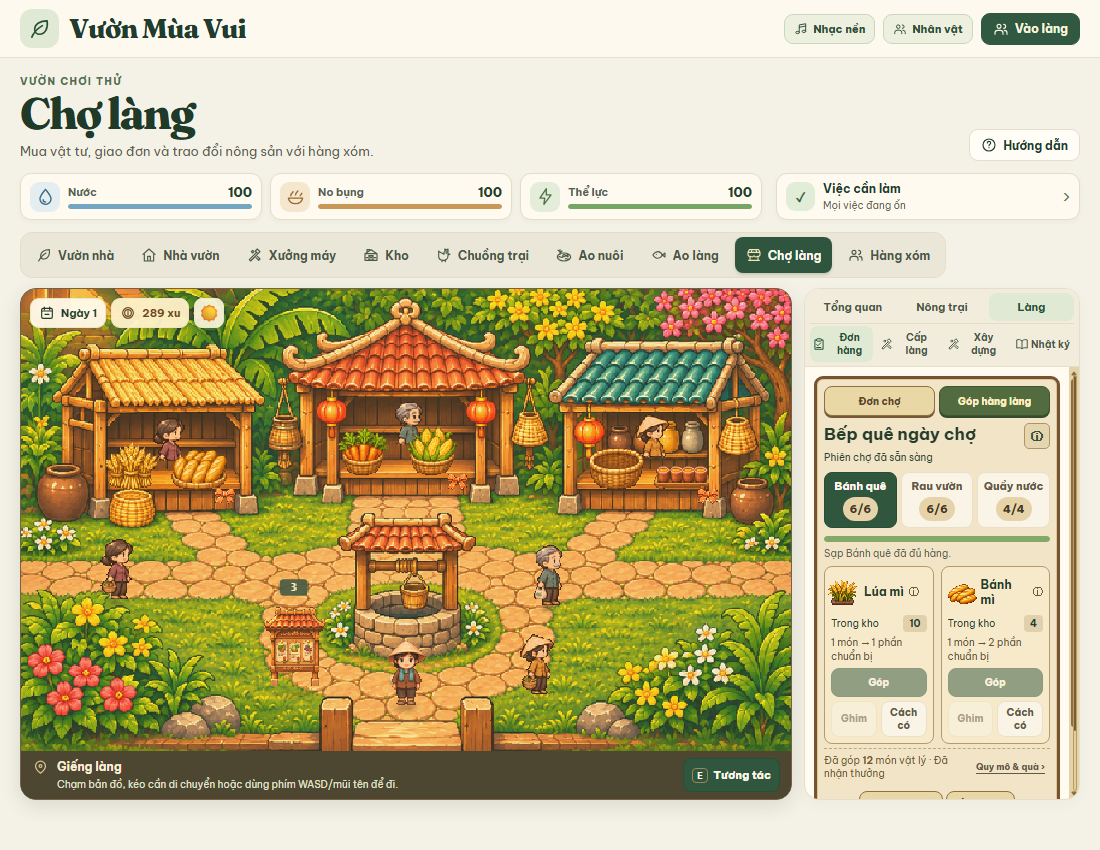 Vườn Mùa Vui
Nhạc nền
Nhân vật
Vào làng
VƯỜN CHƠI THỬ
Chợ làng
Mua vật tư, giao đơn và trao đổi nông sản với hàng xóm.
Hướng dẫn
Nước 100
No bụng 100
Thể lực 100
Việc cần làm
Mọi việc đang ổn
Vườn nhà
Nhà vườn
Xưởng máy
Kho
Chuồng trại
Ao nuôi
Ao làng
Chợ làng
Hàng xóm
Ngày 1
289 xu
3
Giếng làng
Chạm bản đồ, kéo cần di chuyển hoặc dùng phím WASD/mũi tên để đi.
E Tương tác
Tổng quan
Nông trại
Làng
Đơn hàng
Cấp làng
Xây dựng
Nhật ký
Đơn chợ
Góp hàng làng
Bếp quê ngày chợ
Phiên chợ đã sẵn sàng
Bánh quê
6/6
Rau vườn
6/6
Quầy nước
4/4
Sạp Bánh quê đã đủ hàng.
Lúa mì
Trong kho 10
1 món → 1 phần
chuẩn bị
Góp
Ghim
Cách có
Bánh mì
Trong kho 4
1 món → 2 phần
chuẩn bị
Góp
Ghim
Cách có
Đã góp 12 món vật lý · Đã
nhận thưởng
Quy mô & quà ›